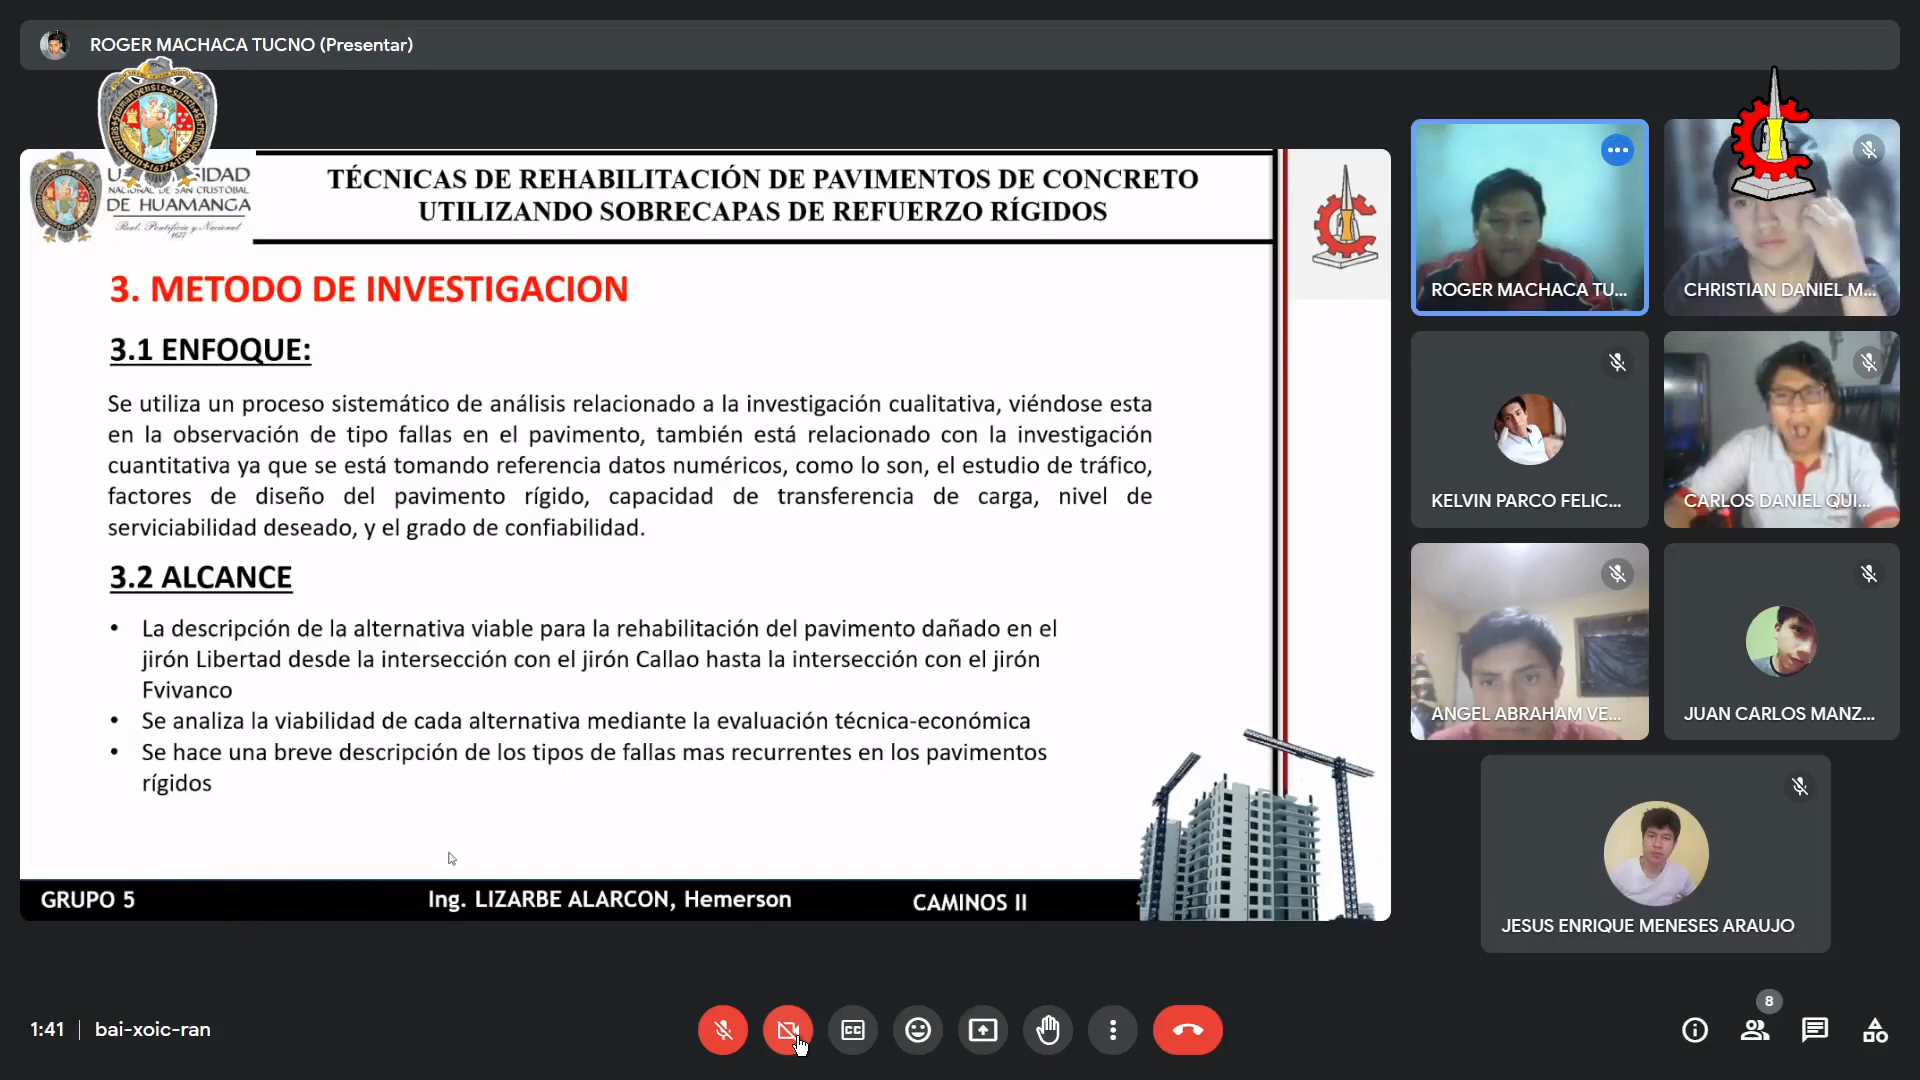 ROGER MACHACA TUCNO (Presentar)
NACIONAL DE SAN CRISTÓBAL
DE HUAMANGA
Real, Pontificia y Nacional
1677
TÉCNICAS DE REHABILITACIÓN DE PAVIMENTOS DE CONCRETO
UTILIZANDO SOBRECAPAS DE REFUERZO RÍGIDOS
3. METODO DE INVESTIGACION
3.1 ENFOQUE:
Se utiliza un proceso sistemático de análisis relacionado a la investigación cualitativa, viéndose esta
en la observación de tipo fallas en el pavimento, también está relacionado con la investigación
cuantitativa ya que se está tomando referencia datos numéricos, como lo son, el estudio de tráfico,
factores de diseño del pavimento rígido, capacidad de transferencia de carga, nivel de
serviciabilidad deseado, y el grado de confiabilidad.
3.2 ALCANCE
• La descripción de la alternativa viable para la rehabilitación del pavimento dañado en el
jirón Libertad desde la intersección con el jirón Callao hasta la intersección con el jirón
Fvivanco
• Se analiza la viabilidad de cada alternativa mediante la evaluación técnica-económica
• Se hace una breve descripción de los tipos de fallas mas recurrentes en los pavimentos
rígidos
GRUPO 5
Ing. LIZARBE ALARCON, Hemerson
CAMINOS II
ROGER MACHACA TU...
CHRISTIAN DANIEL M...
KELVIN PARCO FELIC...
CARLOS DANIEL QUI...
ANGEL ABRAHAM VE...
JUAN CARLOS MANZ...
JESUS ENRIQUE MENESES ARAUJO
1:41 | bai-xoic-ran
CC
8